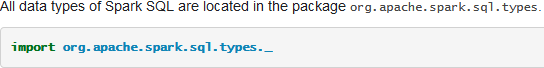 All data types of Spark SQL are located in the package org.apache.spark.sql.types.
import org.apache.spark.sql.types._